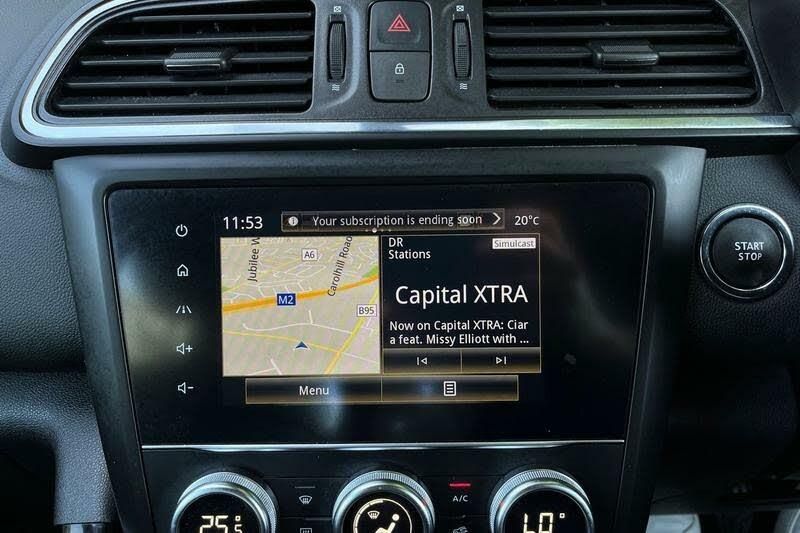 11:53
Your subscription is ending soon
20°C
Jubilee W
A6
Carolhill Road
M2
B95
DR
Simulcast
Stations
Capital XTRA
Now on Capital XTRA: Ciar
a feat. Missy Elliott with ...
Menu
START
STOP
A/C
25.5